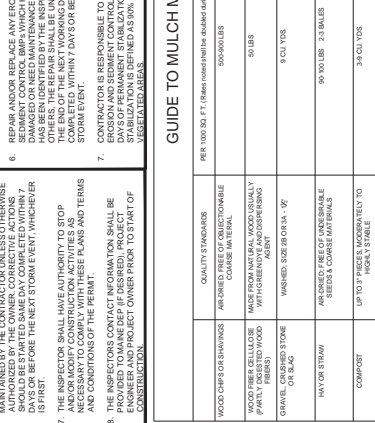 MAINTAINED BY THE CONTRACTOR UNLESS OTHERWISE
AUTHORIZED BY THE OWNER, CORRECTIVE ACTIONS
SHOULD BE STARTED SAME DAY COMPLETED WITHIN 7
DAYS OR BEFORE THE NEXT STORM EVENT, WHICHEVER
IS FIRST.
7. THE INSPECTOR SHALL HAVE AUTHORITY TO STOP
AND/OR MODIFY CONSTRUCTION ACTIVITIES AS
NECESSARY TO COMPLY WITH THESE PLANS AND TERMS
AND CONDITIONS OF THE PERMIT.
8. THE INSPECTORS CONTACT INFORMATION SHALL BE
PROVIDED TO MAINE DEP (IF DESIRED), PROJECT
ENGINEER AND PROJECT OWNER PRIOR TO START OF
CONSTRUCTION.
6. REPAIR AND/OR REPLACE ANY ERO
SEDIMENT CONTROL BMPs WHICH
DAMAGED OR NEED MAINTENANCE
HAS BEEN IDENTIFIED BY THE INSP
OTHERS. THE REPAIR SHALL BE UN
THE END OF THE NEXT WORKING D
COMPLETED WITHIN 7 DAYS OR BE
STORM EVENT.
7. CONTRACTOR IS RESPONSIBLE TO
EROSION AND SEDIMENT CONTROL
DAYS OF PERMANENT STABILIZATI
STABILIZATION IS DEFINED AS 90%
VEGETATED AREAS.
GUIDE TO MULCH M
QUALITY STANDARDS
PER 1000 SQ. FT. (Rates noted shall be doubled duri
WOOD CHIPS OR SHAVINGS
AIR-DRIED. FREE OF OBJECTIONABLE
COARSE MATERIAL
500-900 LBS
WOOD FIBER CELLULOSE
(PARTLY DIGESTED WOOD
FIBERS)
MADE FROM NATURAL WOOD USUALLY
WITH GREEN DYE AND DISPERSING
AGENT
50 LBS
GRAVEL, CRUSHED STONE
OR SLAG
WASHED; SIZE 2B OR 3A - ½"
9 CU YDS.
HAY OR STRAW
AIR-DRIED; FREE OF UNDESIRABLE
SEEDS & COARSE MATERIALS
90-100 LBS 2-3 BALES
COMPOST
UP TO 3" PIECES, MODERATELY TO
HIGHLY STABLE
3-9 CU. YDS.